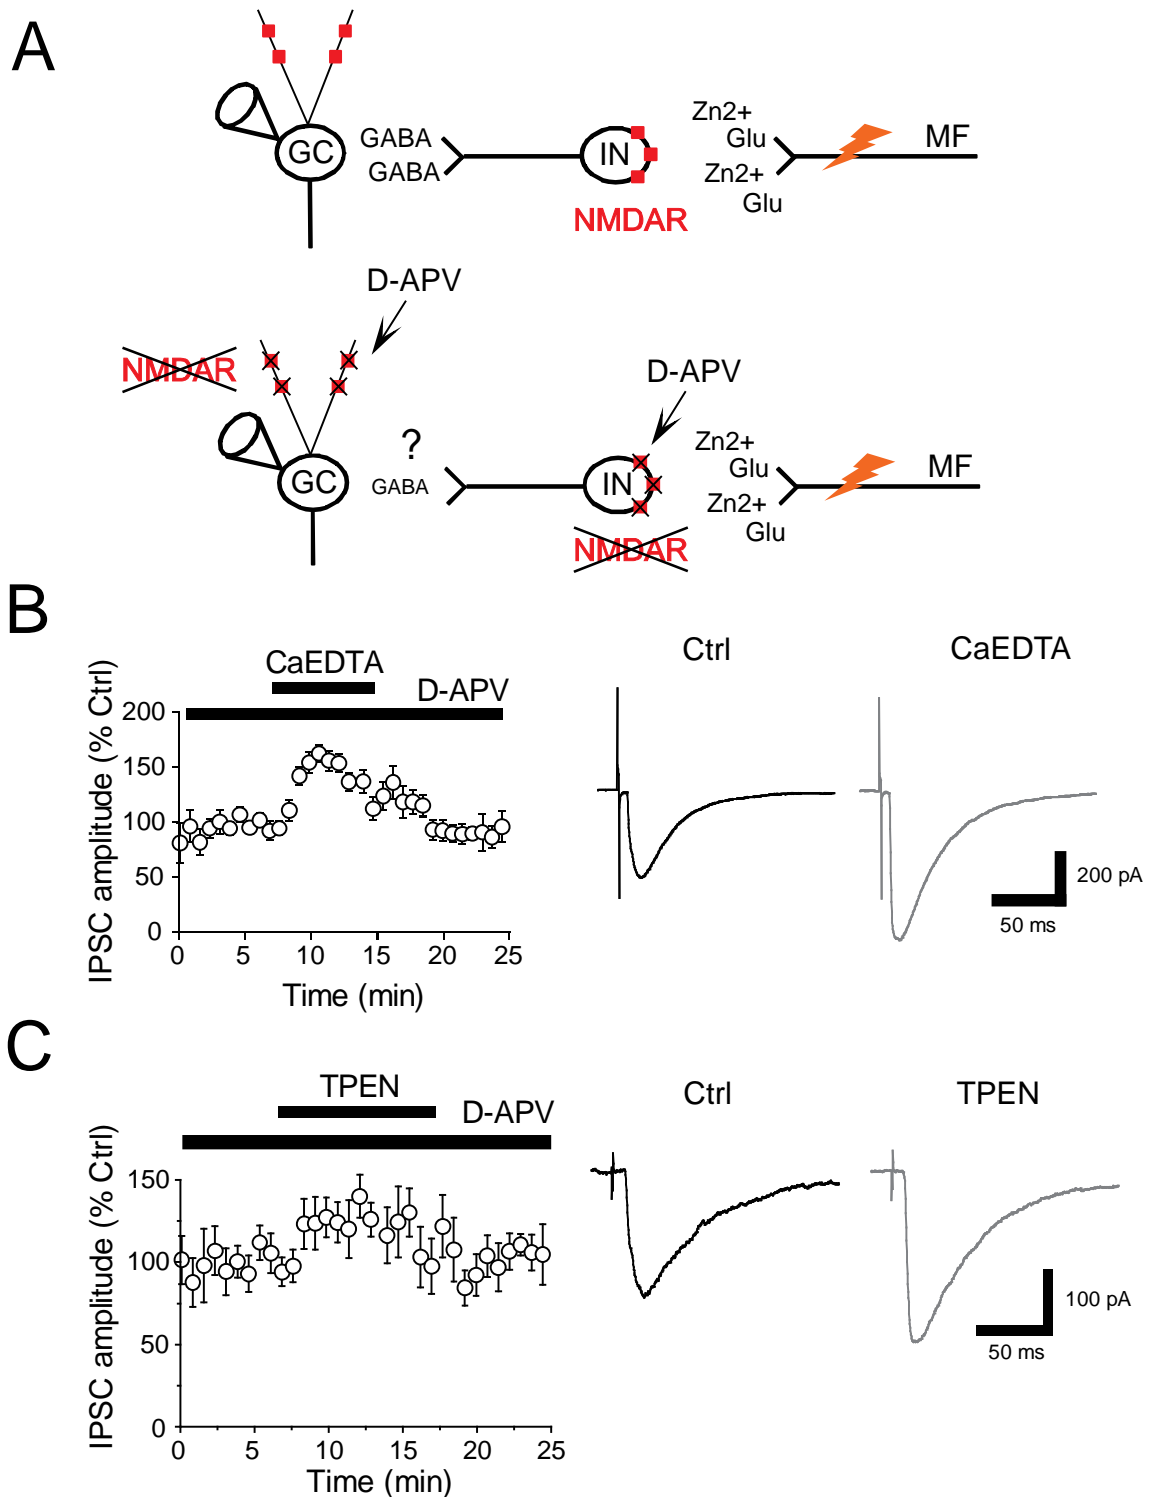 A
GABA
GABA
GC
IN
NMDAR
Zn2+
Glu
Zn2+
Glu
MF
D-APV
NMDAR
GC
?
GABA
D-APV
IN
NMDAR
Zn2+
Glu
Zn2+
Glu
MF
B
CaEDTA
D-APV
IPSC amplitude (% Ctrl)
200
150
100
50
0
0 5 10 15 20 25
Time (min)
Ctrl
CaEDTA
200 pA
50 ms
C
TPEN
D-APV
IPSC amplitude (% Ctrl)
150
100
50
0
0 5 10 15 20 25
Time (min)
Ctrl
TPEN
100 pA
50 ms